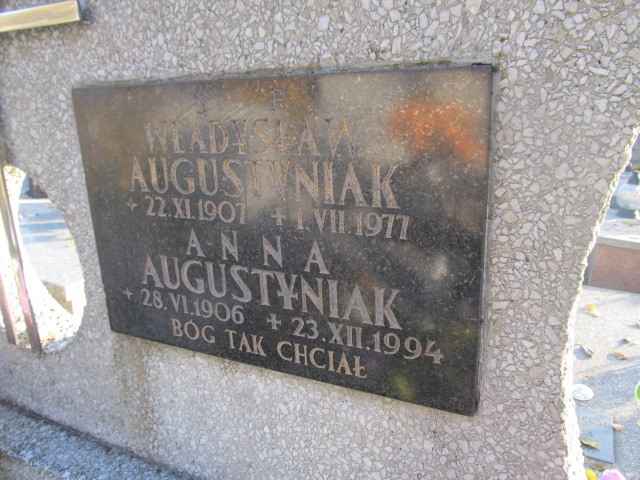 Ś P
WŁADYSŁAW
AUGUSTYNIAK
* 22.XI.1907 + 1.VII.1977
ANNA
AUGUSTYNIAK
* 28.VI.1906 + 23.XII.1994
BÓG TAK CHCIAŁ